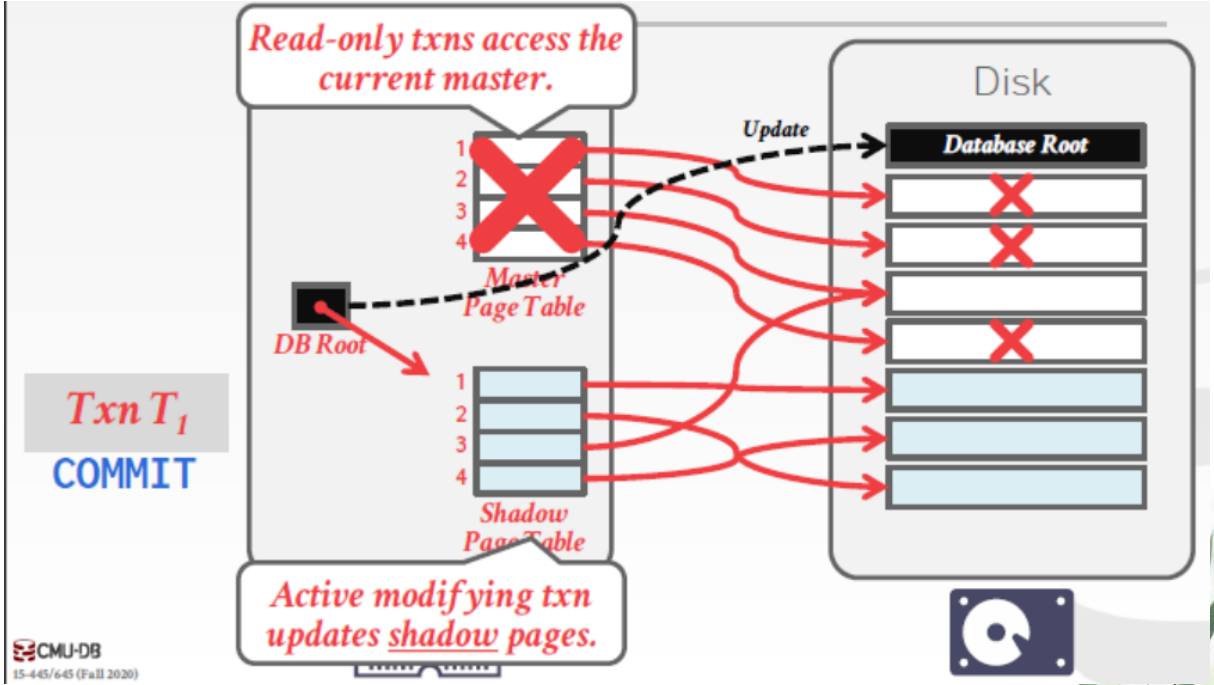 Read-only txns access the
current master.
Disk
Update
Database Root
1
2
3
4
Master
Page Table
DB Root
1
2
3
4
Txn T1
COMMIT
Shadow
Page Table
Active modifying txn
updates shadow pages.
CMU-DB
15-445/645 (Fall 2020)